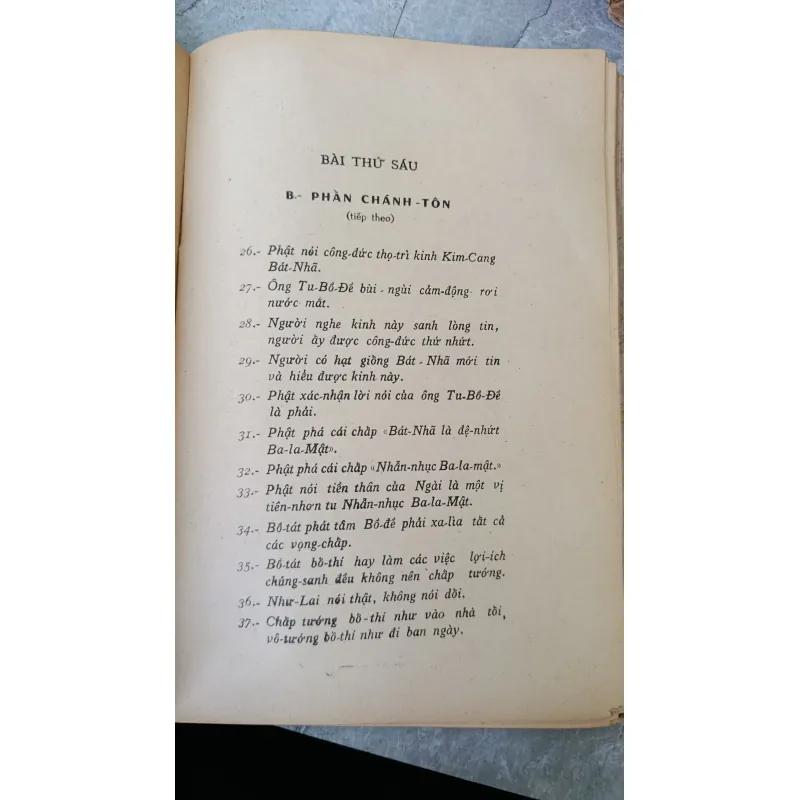 BÀI THỨ SÁU
B.- PHẦN CHÁNH-TÔN
(tiếp theo)
26.- Phật nói công-đức thọ-trì kinh Kim-Cang
Bát-Nhã.
27.- Ông Tu-Bồ-Đề bùi-ngùi cảm-động rơi
nước mắt.
28.- Người nghe kinh này sanh lòng tin,
người ấy được công-đức thứ nhứt.
29.- Người có hạt giồng Bát-Nhã mới tin
và hiểu được kinh này.
30.- Phật xác-nhận lời nói của ông Tu-Bồ-Đề
là phải.
31.- Phật phá cái chấp «Bát-Nhã là đệ-nhứt
Ba-la-Mật».
32.- Phật phá cái chấp «Nhẫn-nhục Ba-la-mật.»
33.- Phật nói tiền thân của Ngài là một vị
tiên-nhơn tu Nhẫn-nhục Ba-la-Mật.
34.- Bồ-tát phát tâm Bồ-đề phải xa-lìa tất cả
các vọng-chấp.
35.- Bồ-tát bố-thí hay làm các việc lợi-ích
chúng-sanh đều không nên chấp tướng.
36.- Như-Lai nói thật, không nói dối.
37.- Chấp tướng bố-thí như vào nhà tối,
vô-tướng bố-thí như đi ban ngày.